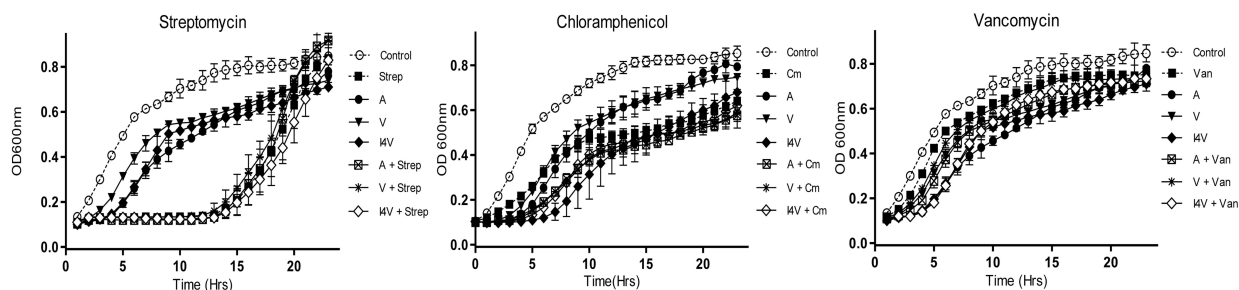 Streptomycin
OD600nm
0.8
0.6
0.4
0.2
0.0
0
5
10
15
20
Time (Hrs)
Control
Strep
A
V
I4V
A + Strep
V + Strep
I4V + Strep
Chloramphenicol
OD 600nm
0.8
0.6
0.4
0.2
0.0
0
5
10
15
20
Time(Hrs)
Control
Cm
A
V
I4V
A + Cm
V + Cm
I4V + Cm
Vancomycin
OD 600nm
0.8
0.6
0.4
0.2
0.0
0
5
10
15
20
Time (Hrs)
Control
Van
A
V
I4V
A + Van
V + Van
I4V + Van